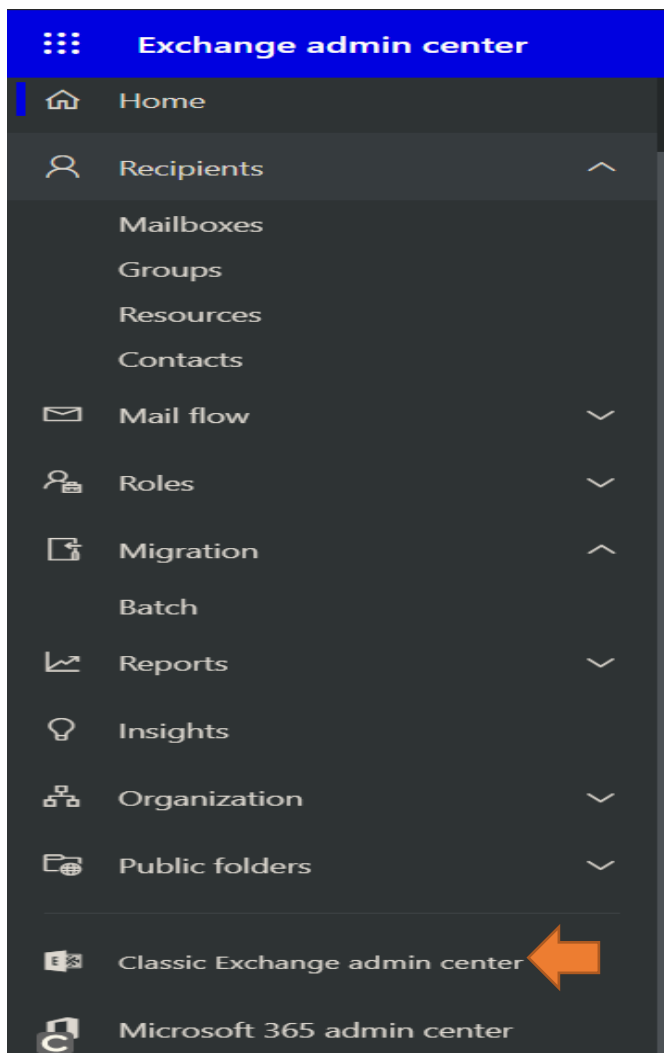 Exchange admin center
Home
Recipients
Mailboxes
Groups
Resources
Contacts
Mail flow
Roles
Migration
Batch
Reports
Insights
Organization
Public folders
Classic Exchange admin center
Microsoft 365 admin center